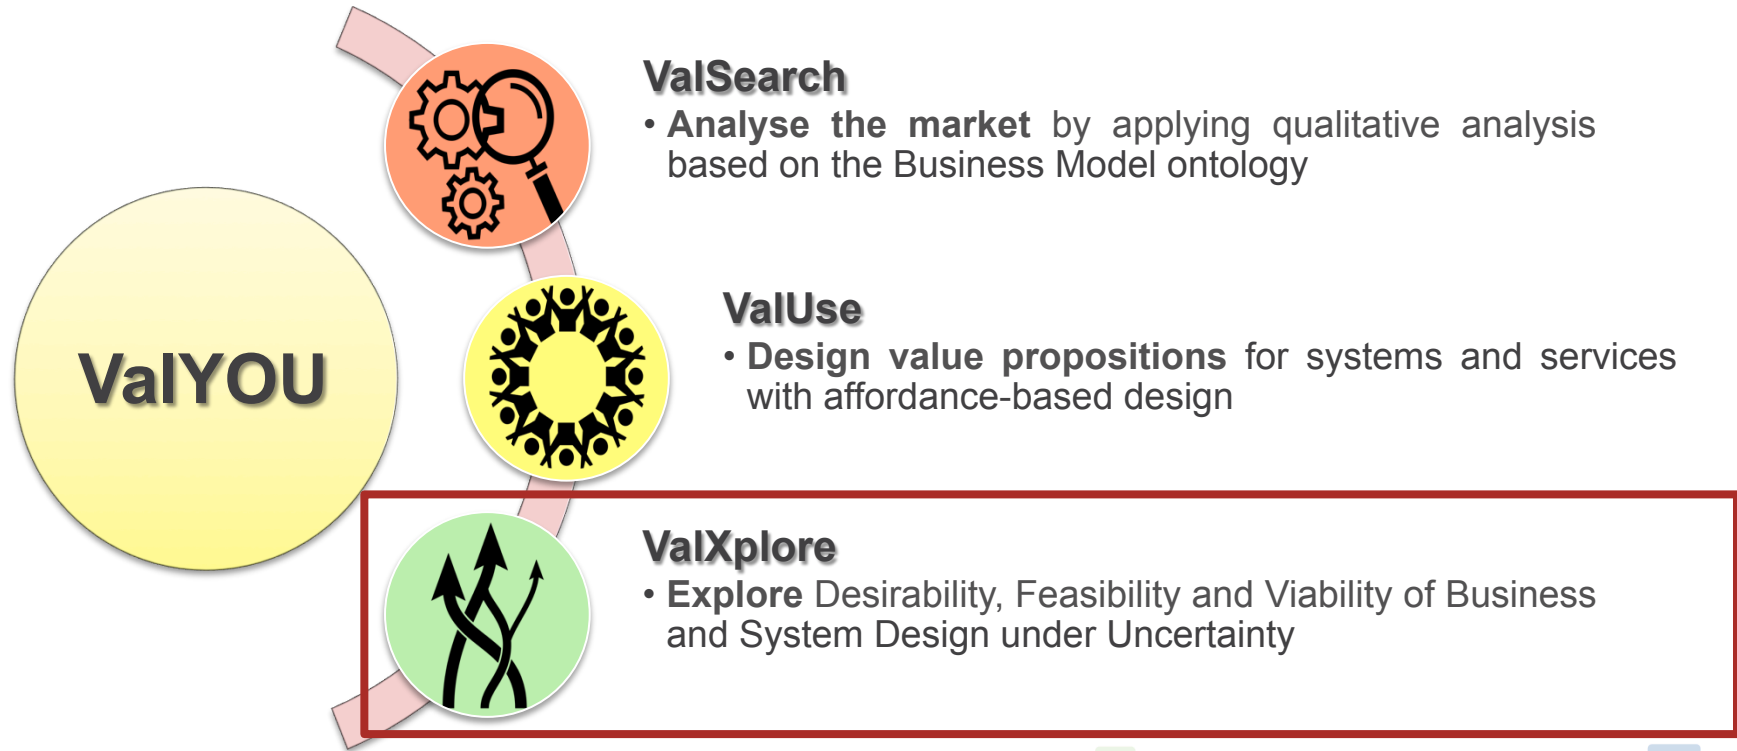 ValYOU
ValSearch
• Analyse the market by applying qualitative analysis
based on the Business Model ontology
ValUse
• Design value propositions for systems and services
with affordance-based design
ValXplore
• Explore Desirability, Feasibility and Viability of Business
and System Design under Uncertainty